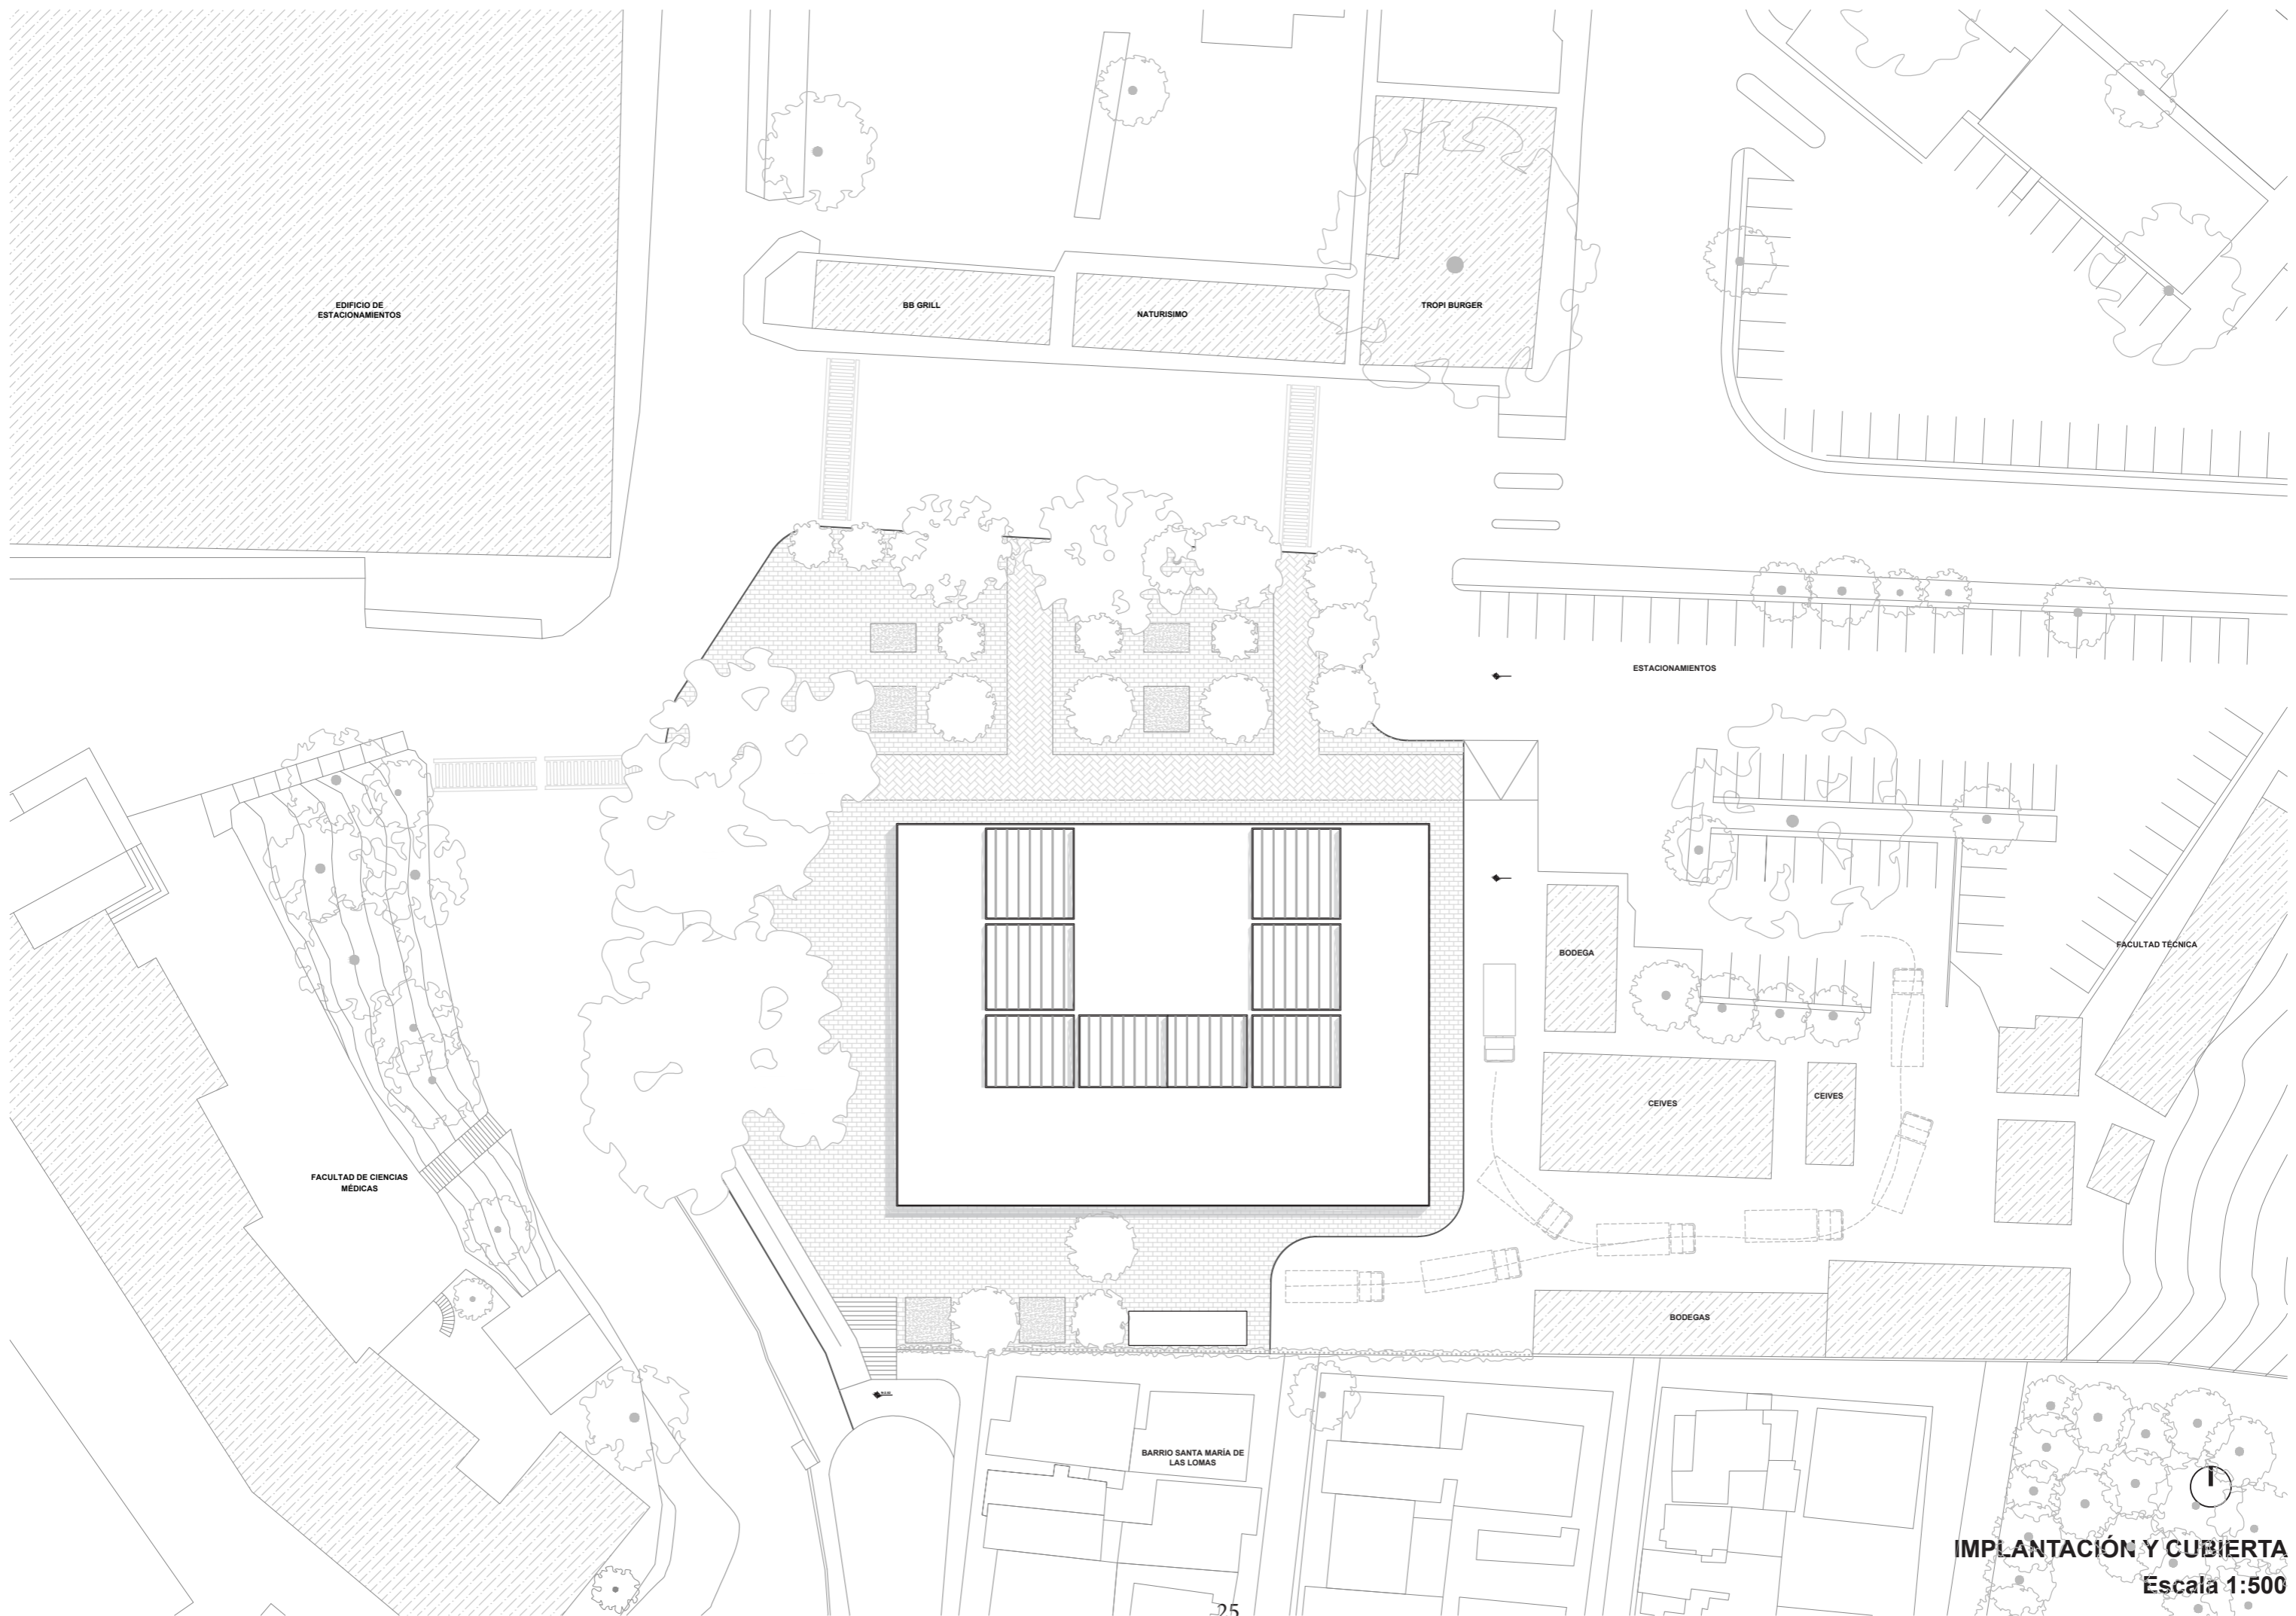 EDIFICIO DE
ESTACIONAMIENTOS
BB GRILL
NATURISIMO
TROPI BURGER
ESTACIONAMIENTOS
FACULTAD TÉCNICA
BODEGA
CEIVES
CEIVES
FACULTAD DE CIENCIAS
MÉDICAS
BODEGAS
BARRIO SANTA MARÍA DE
LAS LOMAS
IMPLANTACIÓN Y CUBIERTA
Escala 1:500
25